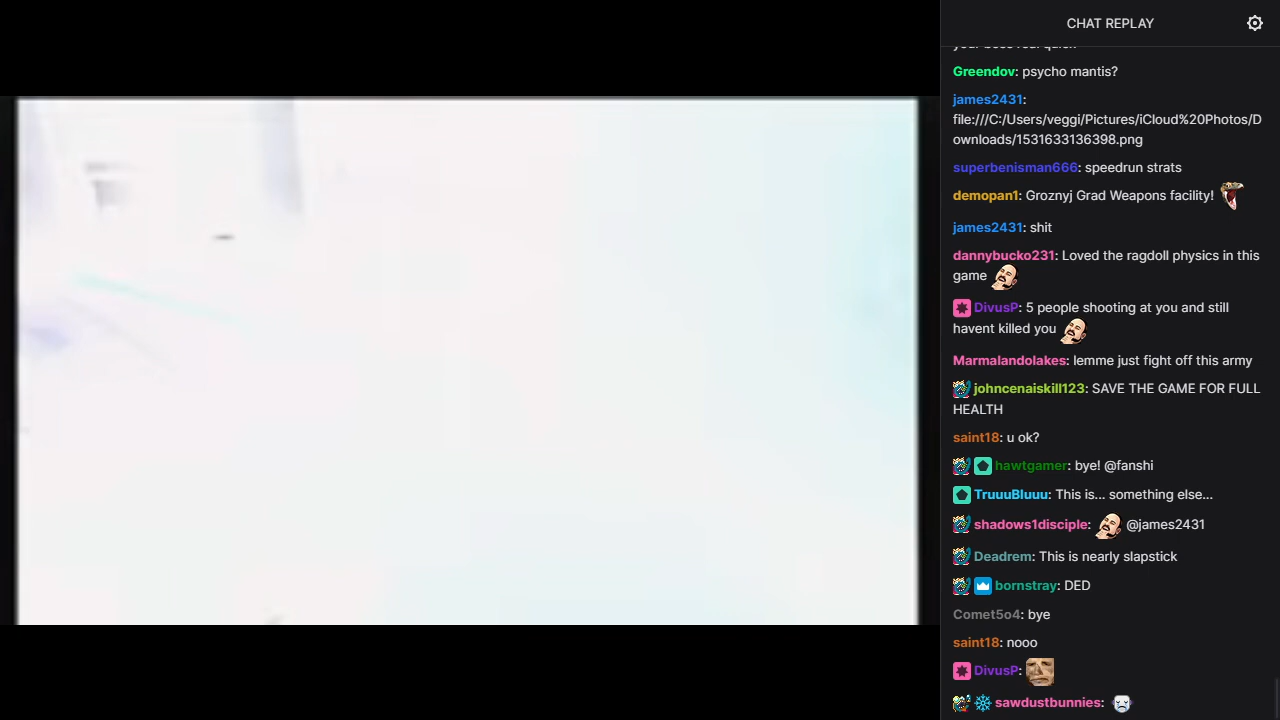 CHAT REPLAY
Greendov: psycho mantis?
james2431:
file:///C:/Users/veggi/Pictures/iCloud%20Photos/D
ownloads/1531633136398.png
superbenisman666: speedrun strats
demopan1: Groznyj Grad Weapons facility!
james2431: shit
dannybucko231: Loved the ragdoll physics in this
game
DivusP: 5 people shooting at you and still
havent killed you
Marmalandolakes: lemme just fight off this army
johncenaiskill123: SAVE THE GAME FOR FULL
HEALTH
saint18: u ok?
hawtgamer: bye! @fanshi
TruuuBluuu: This is... something else...
shadows1disciple: @james2431
Deadrem: This is nearly slapstick
bornstray: DED
Comet5o4: bye
saint18: nooo
DivusP:
sawdustbunnies: